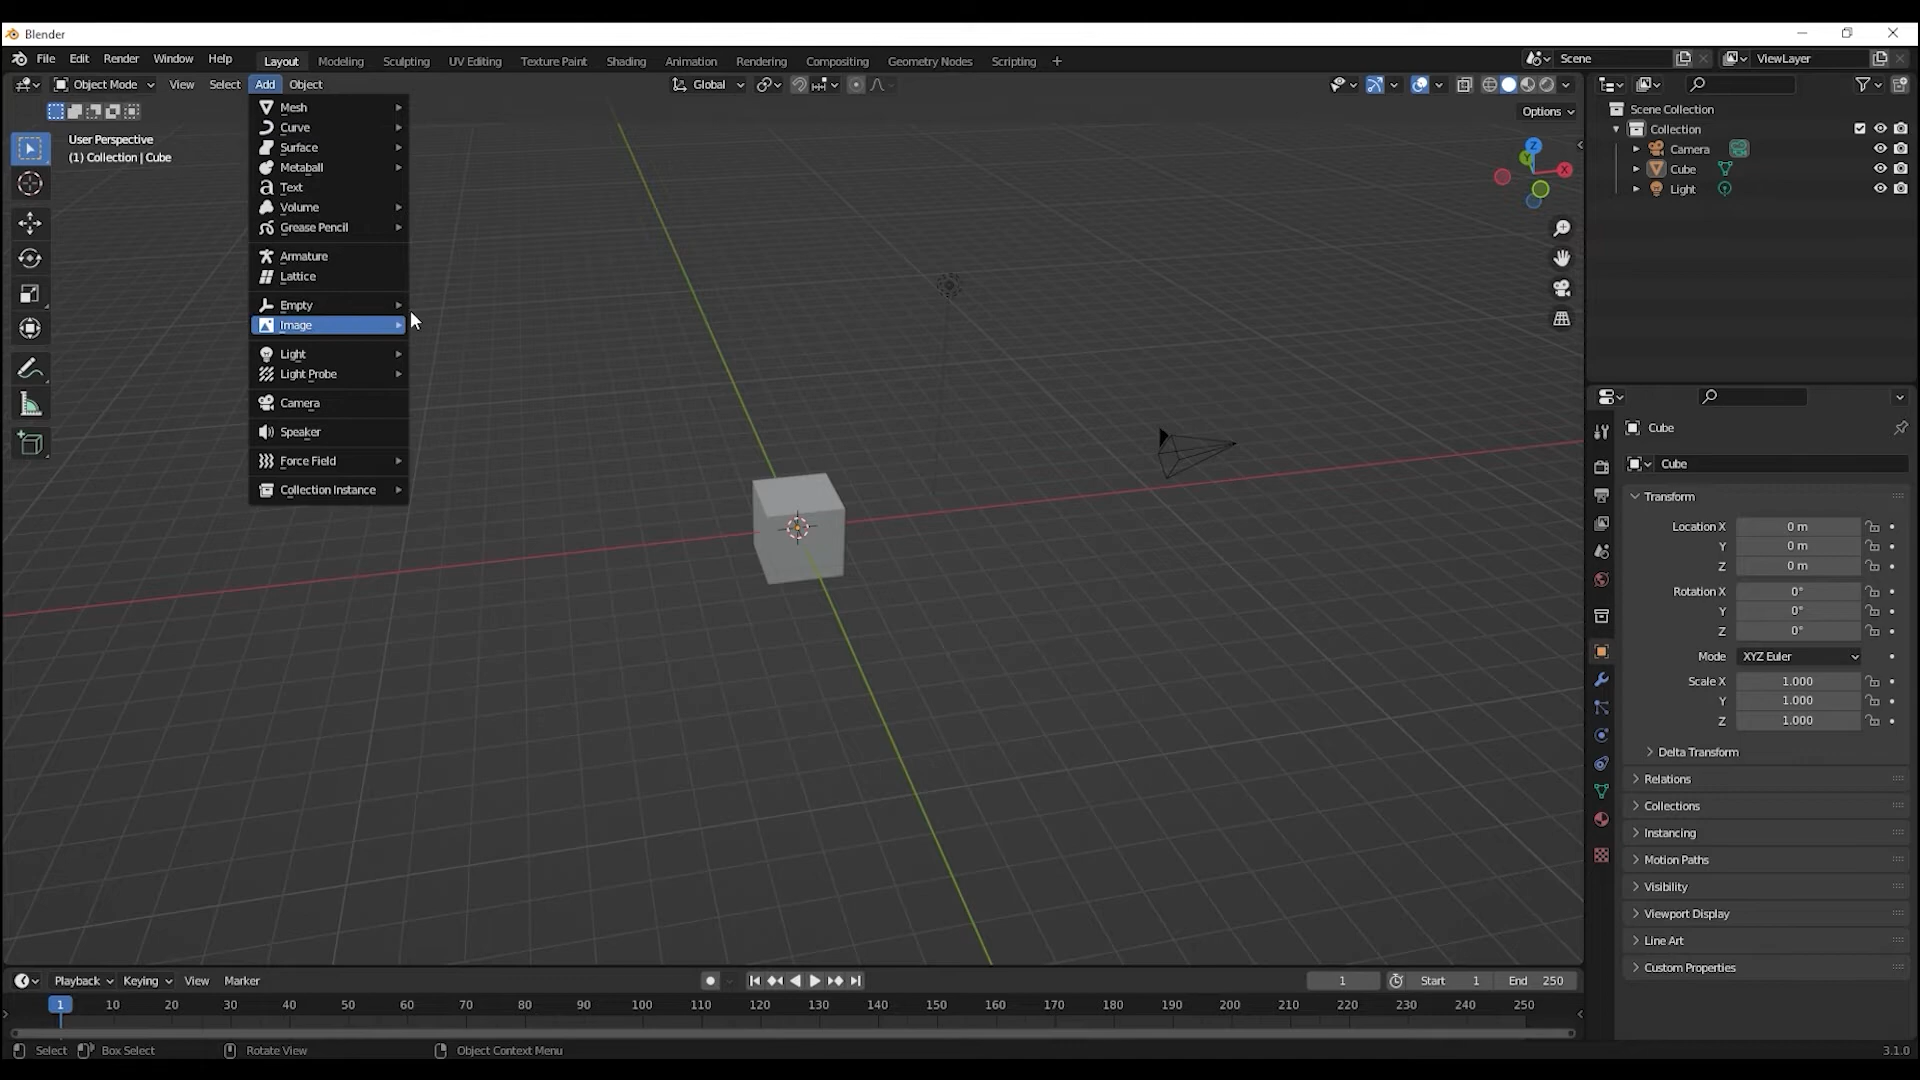 Blender
File Edit Render Window Help Layout Modeling Sculpting UV Editing Texture Paint Shading Animation Rendering Compositing Geometry Nodes Scripting + Scene ViewLayer
Object Mode View Select Add Object Global
Options
User Perspective
(1) Collection | Cube
Mesh
Curve
Surface
Metaball
Text
Volume
Grease Pencil
Armature
Lattice
Empty
Image
Light
Light Probe
Camera
Speaker
Force Field
Collection Instance
Z
Y
X
Scene Collection
Collection
Camera
Cube
Light
Cube
Cube
Transform
Location X 0 m
Y 0 m
Z 0 m
Rotation X 0°
Y 0°
Z 0°
Mode XYZ Euler
Scale X 1.000
Y 1.000
Z 1.000
Delta Transform
Relations
Collections
Instancing
Motion Paths
Visibility
Viewport Display
Line Art
Custom Properties
Playback Keying View Marker 1 Start 1 End 250
1 10 20 30 40 50 60 70 80 90 100 110 120 130 140 150 160 170 180 190 200 210 220 230 240 250
Select Box Select Rotate View Object Context Menu 3.1.0